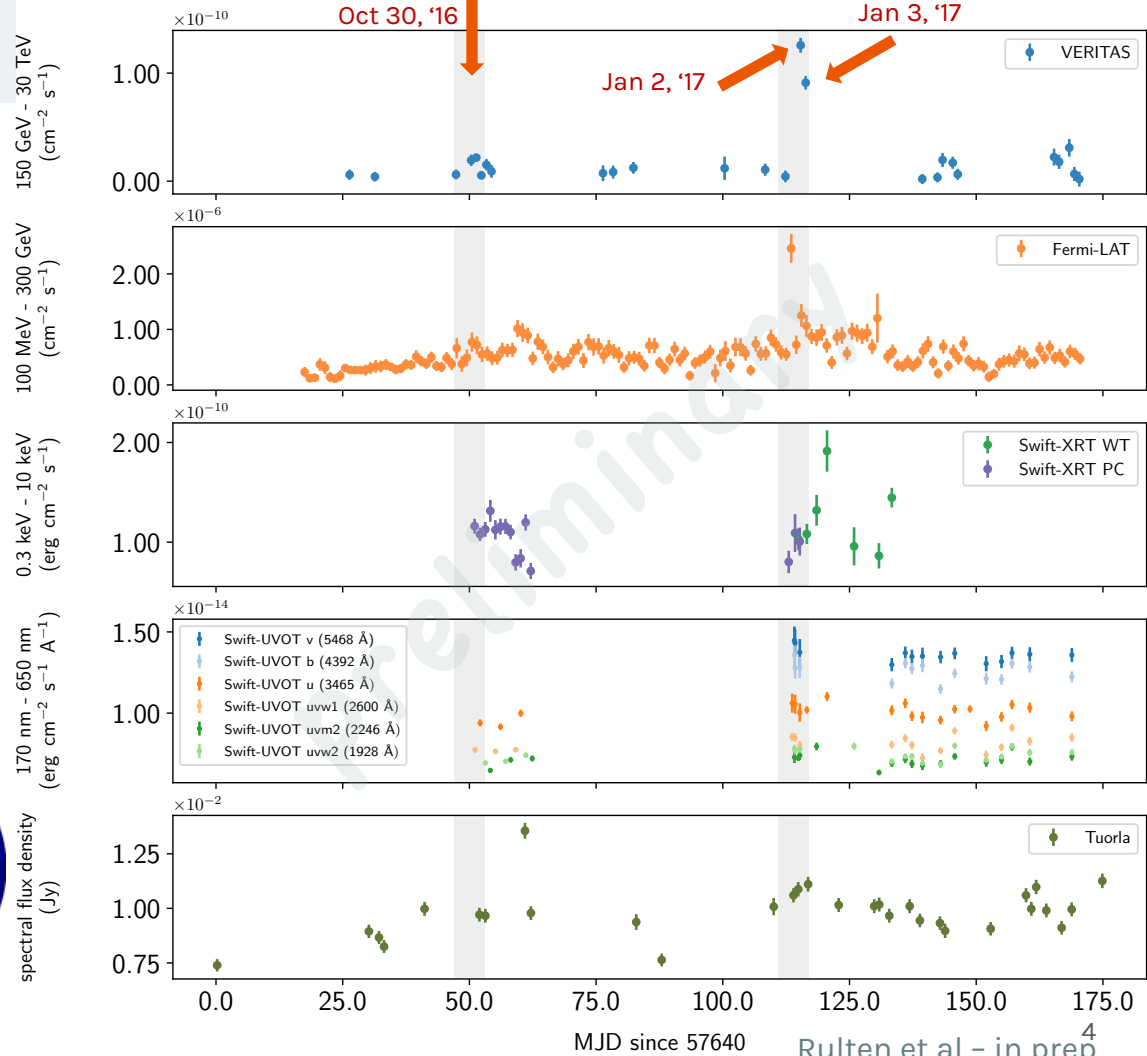 Oct 30, ‘16
Jan 3, ‘17
Jan 2, ‘17
×10⁻¹⁰
150 GeV - 30 TeV
(cm⁻² s⁻¹)
1.00
0.00
VERITAS
×10⁻⁶
100 MeV - 300 GeV
(cm⁻² s⁻¹)
2.00
1.00
0.00
Fermi-LAT
×10⁻¹⁰
0.3 keV - 10 keV
(erg cm⁻² s⁻¹)
2.00
1.00
Swift-XRT WT
Swift-XRT PC
×10⁻¹⁴
170 nm - 650 nm
(erg cm⁻² s⁻¹ A⁻¹)
1.50
1.00
Swift-UVOT v (5468 Å)
Swift-UVOT b (4392 Å)
Swift-UVOT u (3465 Å)
Swift-UVOT uvw1 (2600 Å)
Swift-UVOT uvm2 (2246 Å)
Swift-UVOT uvw2 (1928 Å)
×10⁻²
spectral flux density
(Jy)
1.25
1.00
0.75
Tuorla
0.0 25.0 50.0 75.0 100.0 125.0 150.0 175.0
MJD since 57640
preliminary
Rulten et al – in prep
4